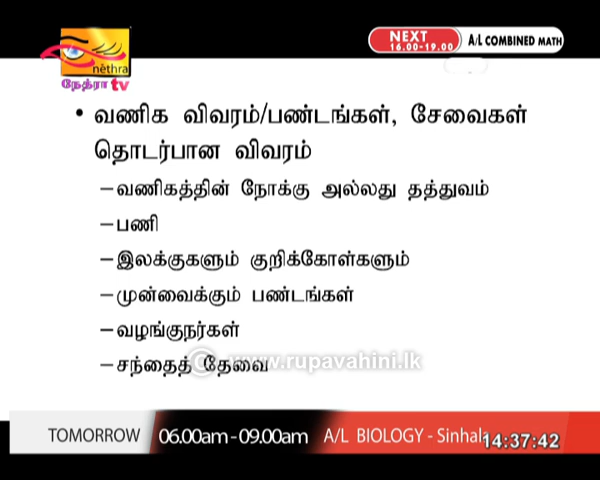 NEXT
16.00-19.00
A/L COMBINED MATH
nēthra
நேத்ரா tv
• வணிக விவரம்/பண்டங்கள், சேவைகள்
தொடர்பான விவரம்
–வணிகத்தின் நோக்கு அல்லது தத்துவம்
–பணி
–இலக்குகளும் குறிக்கோள்களும்
–முன்வைக்கும் பண்டங்கள்
–வழங்குநர்கள்
–சந்தைத் தேவை
© www.rupavahini.lk
TOMORROW 06.00am-09.00am A/L BIOLOGY - Sinhala
14:37:42